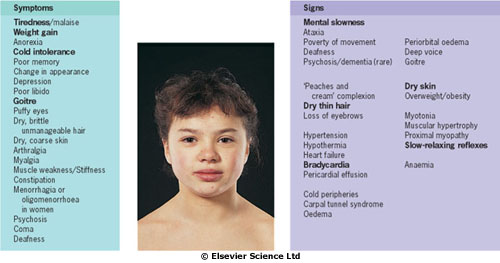 Symptoms
Tiredness/malaise
Weight gain
Anorexia
Cold intolerance
Poor memory
Change in appearance
Depression
Poor libido
Goitre
Puffy eyes
Dry, brittle
unmanageable hair
Dry, coarse skin
Arthralgia
Myalgia
Muscle weakness/Stiffness
Constipation
Menorrhagia or
oligomenorrhoea
in women
Psychosis
Coma
Deafness
Signs
Mental slowness
Ataxia
Poverty of movement
Deafness
Psychosis/dementia (rare)
'Peaches and
cream' complexion
Dry thin hair
Loss of eyebrows
Hypertension
Hypothermia
Heart failure
Bradycardia
Pericardial effusion
Cold peripheries
Carpal tunnel syndrome
Oedema
Periorbital oedema
Deep voice
Goitre
Dry skin
Overweight/obesity
Myotonia
Muscular hypertrophy
Proximal myopathy
Slow-relaxing reflexes
Anaemia
© Elsevier Science Ltd